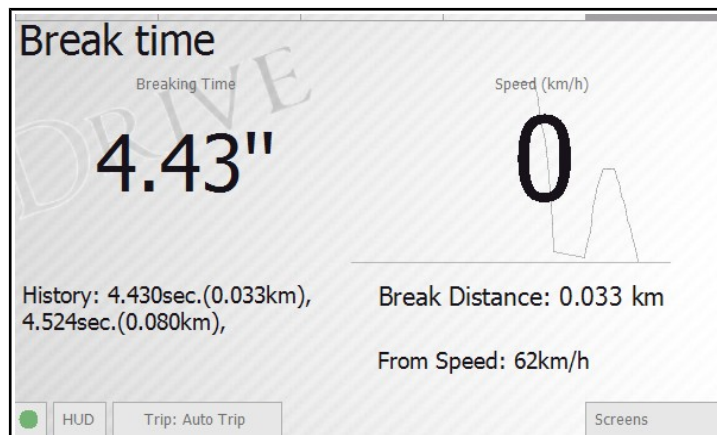 Break time
DRIVE
Breaking Time
Speed (km/h)
4.43"
0
History: 4.430sec.(0.033km),
4.524sec.(0.080km),
Break Distance: 0.033 km
From Speed: 62km/h
HUD
Trip: Auto Trip
Screens